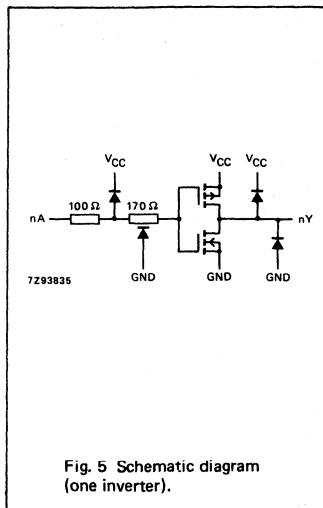 VCC VCC VCC
100 Ω 170 Ω
nA nY
7Z93835 GND GND GND
Fig. 5 Schematic diagram
(one inverter).